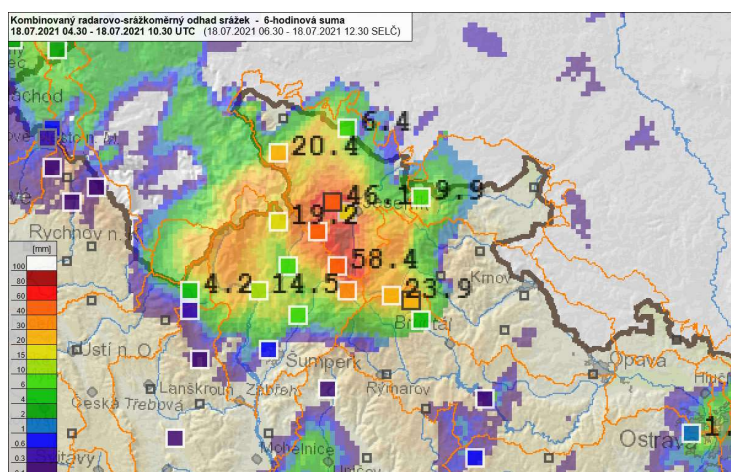 Kombinovaný radarovo-srážkoměrný odhad srážek - 6-hodinová suma
18.07.2021 04.30 - 18.07.2021 10.30 UTC (18.07.2021 06.30 - 18.07.2021 12.30 SELČ)
6.4
20.4
46.1
9.9
19.2
Rychnov n.
58.4
[mm]
4.2
14.5
23.9
Krnov
100
80
60
40
30
20
15
10
6
4
2
1
0.6
0.3
0.1
Ústí n. O.
Šumperk
Opava
Lanškroun
Zábřeh
Rýmařov
Česká Třebová
Ostrava
Mohelnice